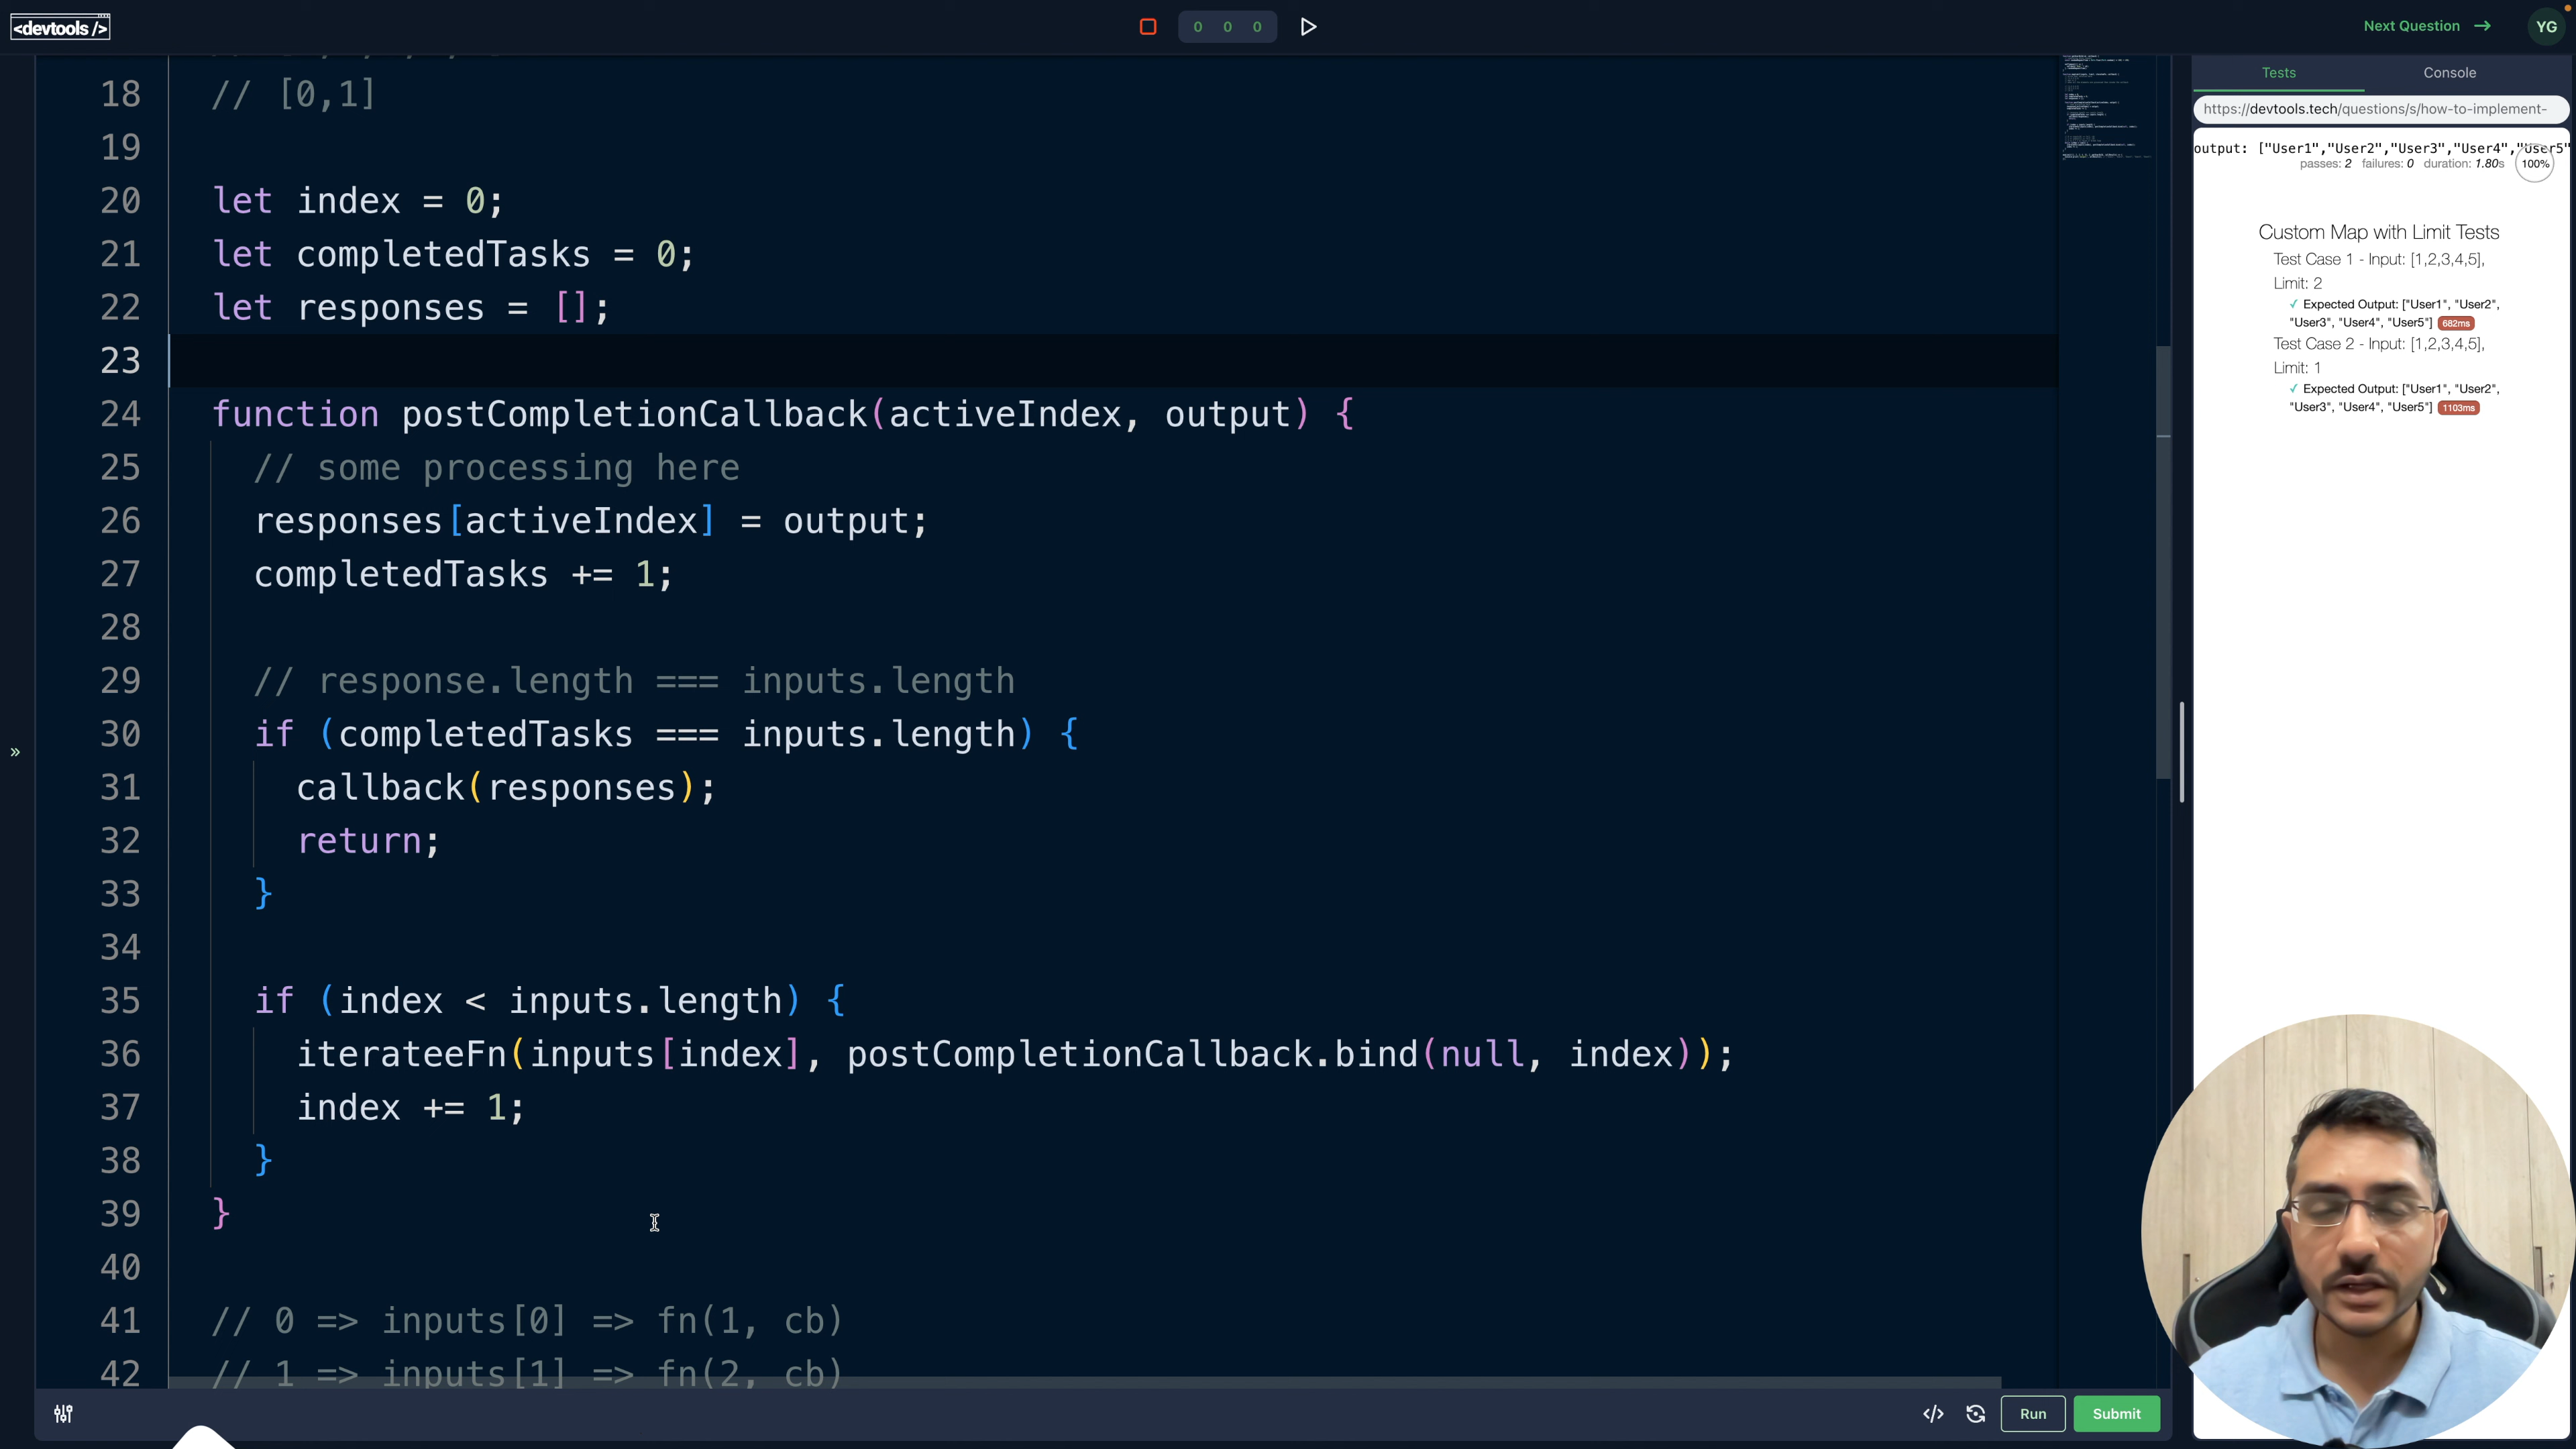 <devtools />
0 0 0
Next Question →
YG
18 // [0,1]
19
20 let index = 0;
21 let completedTasks = 0;
22 let responses = [];
23
24 function postCompletionCallback(activeIndex, output) {
25 // some processing here
26 responses[activeIndex] = output;
27 completedTasks += 1;
28
29 // response.length === inputs.length
30 if (completedTasks === inputs.length) {
31 callback(responses);
32 return;
33 }
34
35 if (index < inputs.length) {
36 iterateeFn(inputs[index], postCompletionCallback.bind(null, index));
37 index += 1;
38 }
39 }
40
41 // 0 => inputs[0] => fn(1, cb)
42 // 1 => inputs[1] => fn(2, cb)
»
</>
Run
Submit
Tests
Console
https://devtools.tech/questions/s/how-to-implement-
output: ["User1","User2","User3","User4","User5"
passes: 2 failures: 0 duration: 1.80s 100%
Custom Map with Limit Tests
Test Case 1 - Input: [1,2,3,4,5],
Limit: 2
✓ Expected Output: ["User1", "User2",
"User3", "User4", "User5"] 682ms
Test Case 2 - Input: [1,2,3,4,5],
Limit: 1
✓ Expected Output: ["User1", "User2",
"User3", "User4", "User5"] 1103ms